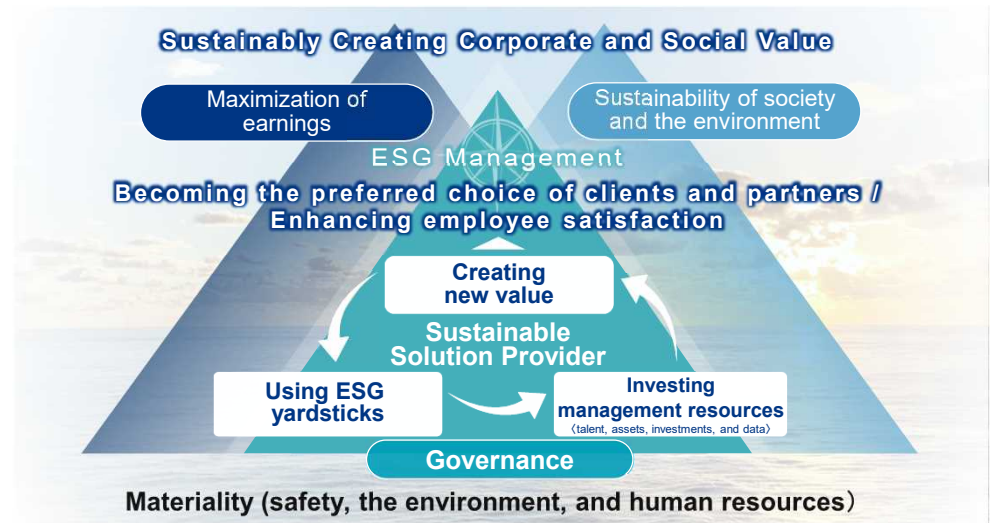 Sustainably Creating Corporate and Social Value
Maximization of
earnings
Sustainability of society
and the environment
ESG Management
Becoming the preferred choice of clients and partners /
Enhancing employee satisfaction
Creating
new value
Sustainable
Solution Provider
Using ESG
yardsticks
Investing
management resources
〈talent, assets, investments, and data〉
Governance
Materiality (safety, the environment, and human resources）